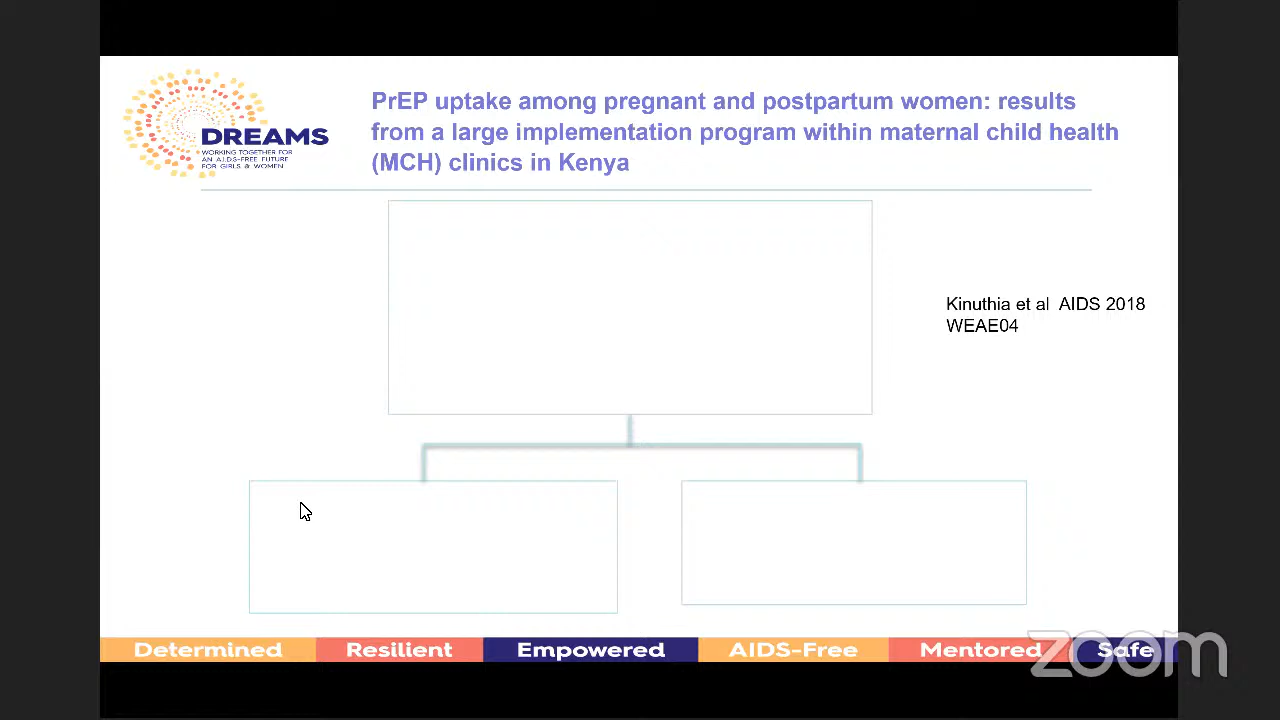 PrEP uptake among pregnant and postpartum women: results
from a large implementation program within maternal child health
(MCH) clinics in Kenya
DREAMS
WORKING TOGETHER FOR
AN AIDS-FREE FUTURE
FOR GIRLS & WOMEN
Kinuthia et al AIDS 2018
WEAE04
Determined Resilient Empowered AIDS-Free Mentored Safe
zoom